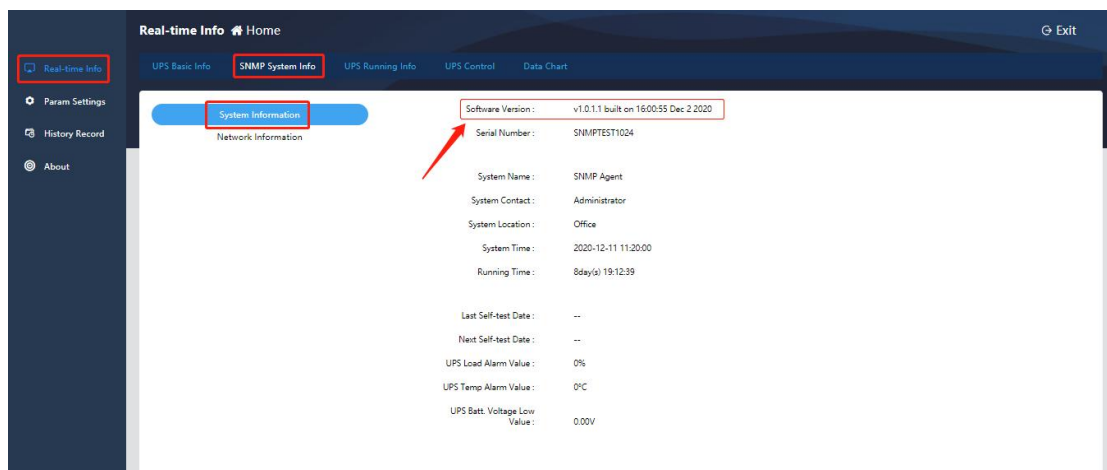 Real-time Info Home
Exit
Real-time Info
Param Settings
History Record
About
UPS Basic Info SNMP System Info UPS Running Info UPS Control Data Chart
System Information
Network Information
Software Version : v1.0.1.1 built on 16:00:55 Dec 2 2020
Serial Number : SNMPTEST1024
System Name : SNMP Agent
System Contact : Administrator
System Location : Office
System Time : 2020-12-11 11:20:00
Running Time : 8day(s) 19:12:39
Last Self-test Date : --
Next Self-test Date : --
UPS Load Alarm Value : 0%
UPS Temp Alarm Value : 0°C
UPS Batt. Voltage Low
Value : 0.00V